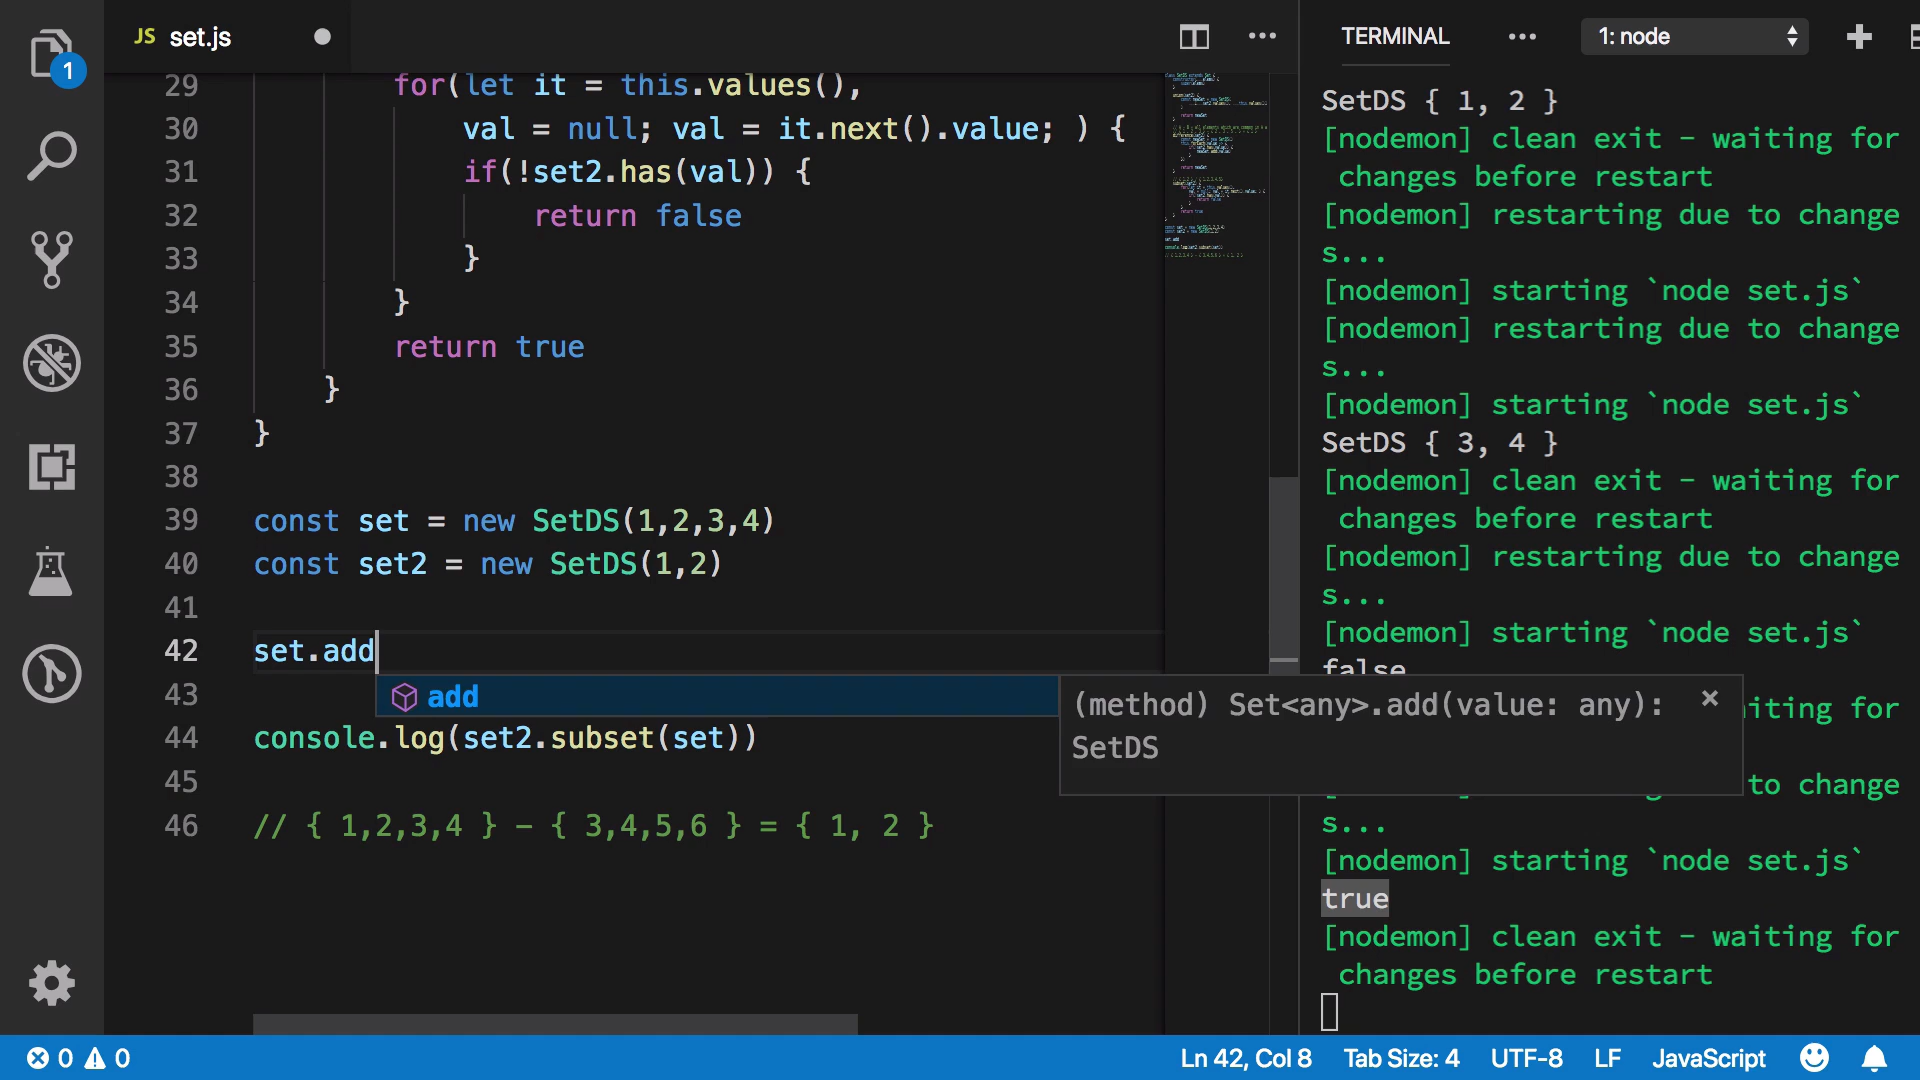 JS set.js
29 for(let it = this.values(),
30 val = null; val = it.next().value; ) {
31 if(!set2.has(val)) {
32 return false
33 }
34 }
35 return true
36 }
37 }
38
39 const set = new SetDS(1,2,3,4)
40 const set2 = new SetDS(1,2)
41
42 set.add
add
43
44 console.log(set2.subset(set))
45
46 // { 1,2,3,4 } - { 3,4,5,6 } = { 1, 2 }
(method) Set<any>.add(value: any):
SetDS
TERMINAL
1: node
SetDS { 1, 2 }
[nodemon] clean exit - waiting for
changes before restart
[nodemon] restarting due to change
s...
[nodemon] starting `node set.js`
[nodemon] restarting due to change
s...
[nodemon] starting `node set.js`
SetDS { 3, 4 }
[nodemon] clean exit - waiting for
changes before restart
[nodemon] restarting due to change
s...
[nodemon] starting `node set.js`
false
for
to change
s...
[nodemon] starting `node set.js`
true
[nodemon] clean exit - waiting for
changes before restart
1
0 0
Ln 42, Col 8 Tab Size: 4 UTF-8 LF JavaScript